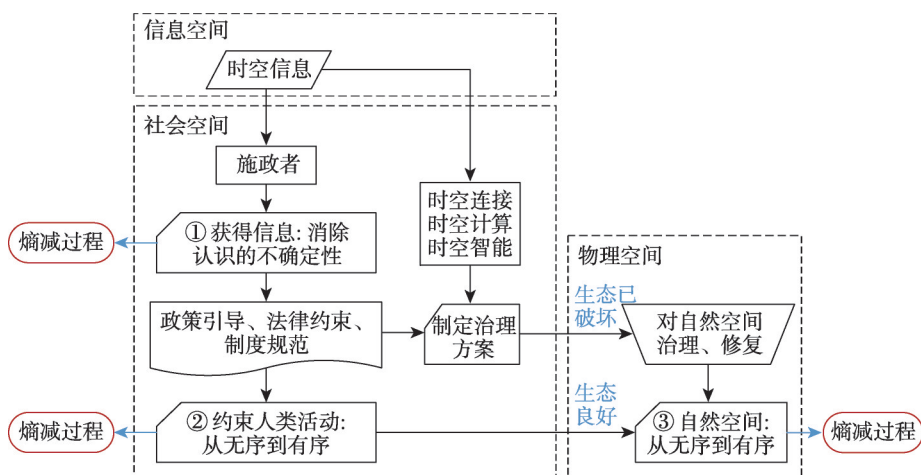 信息空间
时空信息
社会空间
施政者
时空连接
时空计算
时空智能
① 获得信息: 消除
认识的不确定性
熵减过程
物理空间
政策引导、法律约束、
制度规范
制定治理
方案
生态已
破坏
对自然空间
治理、修复
② 约束人类活动:
从无序到有序
熵减过程
生态
良好
③ 自然空间:
从无序到有序
熵减过程